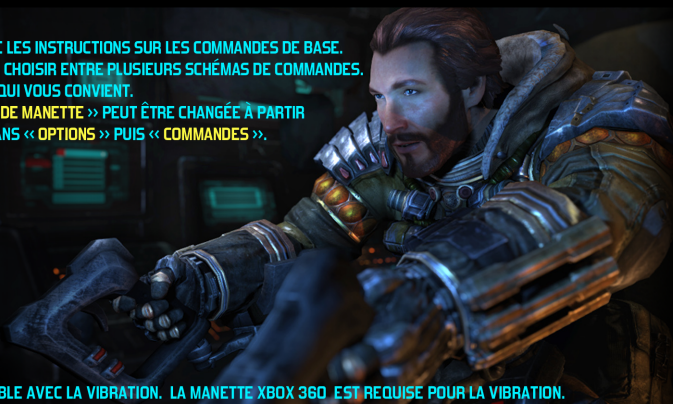 LES INSTRUCTIONS SUR LES COMMANDES DE BASE.
CHOISIR ENTRE PLUSIEURS SCHÉMAS DE COMMANDES.
QUI VOUS CONVIENT.
DE MANETTE >> PEUT ÊTRE CHANGÉE À PARTIR
ANS << OPTIONS >> PUIS << COMMANDES >>.
BLE AVEC LA VIBRATION. LA MANETTE XBOX 360 EST REQUISE POUR LA VIBRATION.